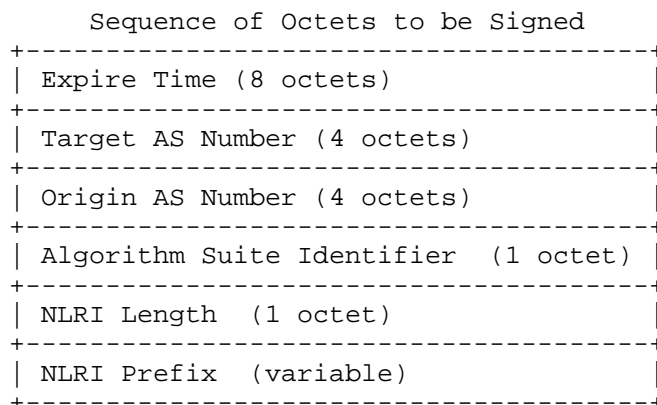 Sequence of Octets to be Signed
Expire Time (8 octets)
Target AS Number (4 octets)
Origin AS Number (4 octets)
Algorithm Suite Identifier (1 octet)
NLRI Length (1 octet)
NLRI Prefix (variable)